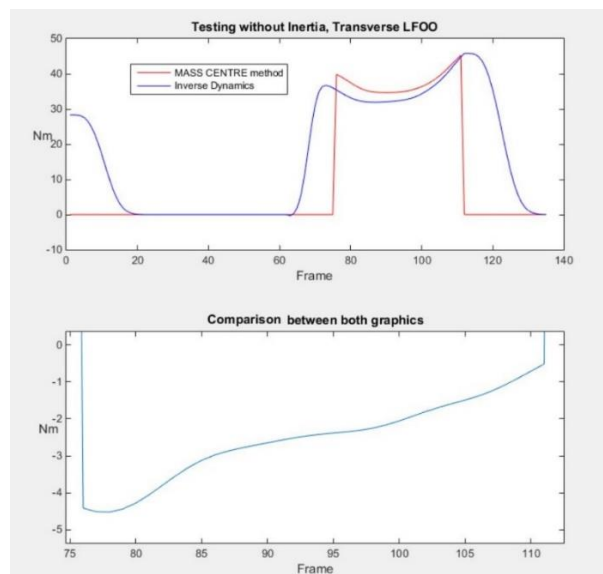 Testing without Inertia, Transverse LFOO
50
40
30
20
10
0
-10
Nm
MASS CENTRE method
Inverse Dynamics
0 20 40 60 80 100 120 140
Frame
Comparison between both graphics
0
-1
-2
-3
-4
-5
Nm
75 80 85 90 95 100 105 110
Frame